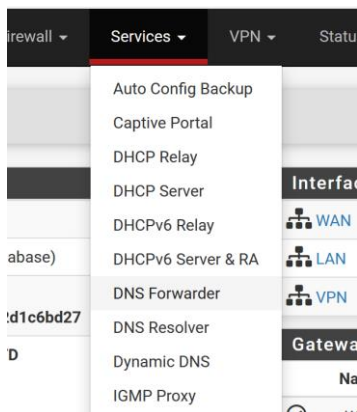 irewall Services VPN Statu
Auto Config Backup
Captive Portal
DHCP Relay
DHCP Server
Interfac
DHCPv6 Relay
WAN
abase)
DHCPv6 Server & RA
LAN
DNS Forwarder
VPN
2d1c6bd27
DNS Resolver
Gatewa
'D
Dynamic DNS
Na
IGMP Proxy